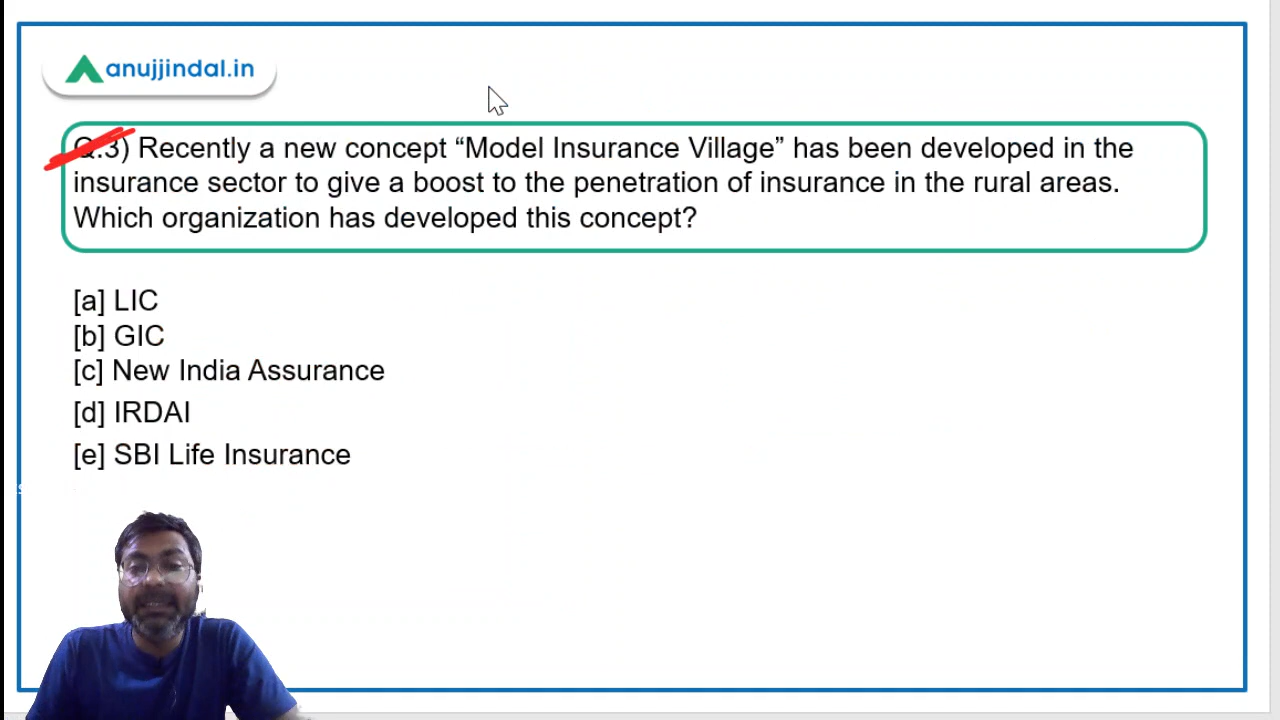 anujjindal.in
Q.3) Recently a new concept “Model Insurance Village” has been developed in the
insurance sector to give a boost to the penetration of insurance in the rural areas.
Which organization has developed this concept?
[a] LIC
[b] GIC
[c] New India Assurance
[d] IRDAI
[e] SBI Life Insurance